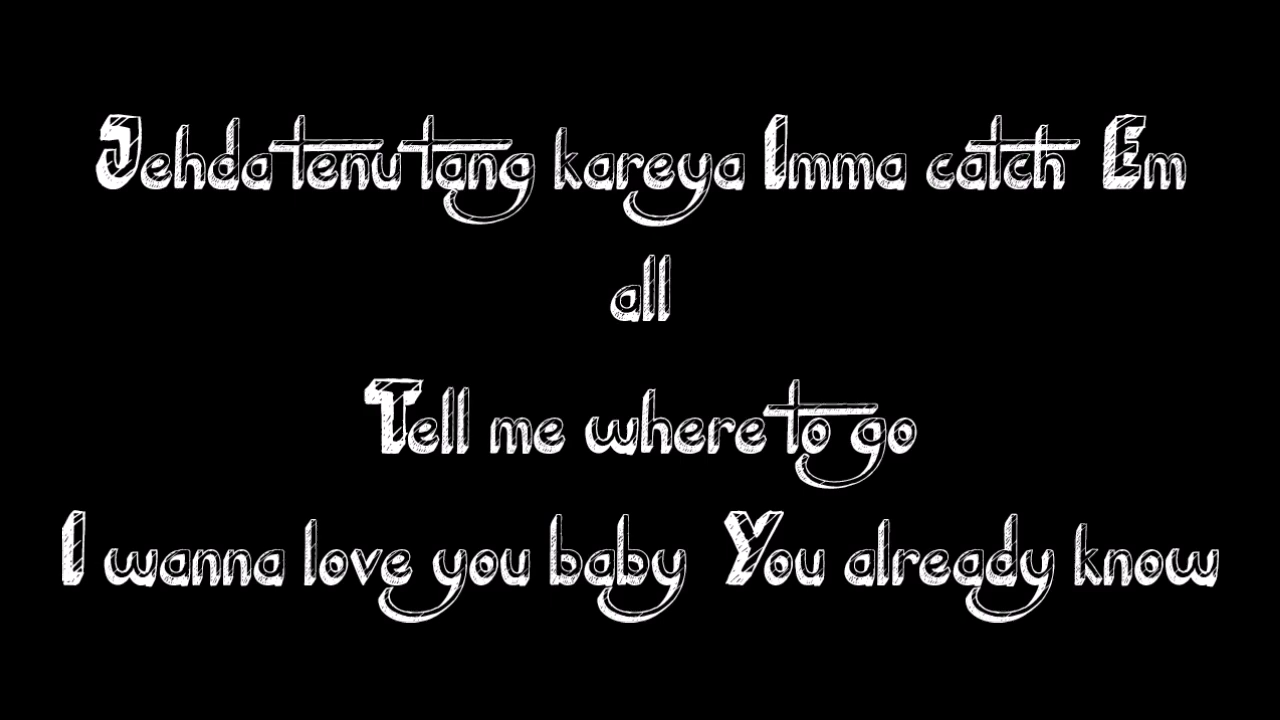 Jehda tenu tang kareya Imma catch Em
all
Tell me where to go
I wanna love you baby You already know